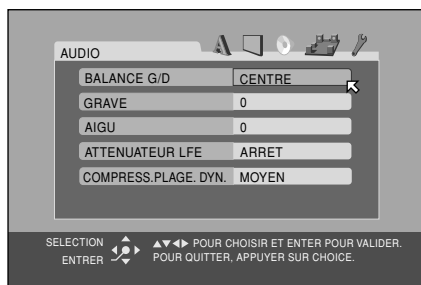 AUDIO
BALANCE G/D CENTRE
GRAVE 0
AIGU 0
ATTENUATEUR LFE ARRET
COMPRESS.PLAGE. DYN. MOYEN
SELECTION
ENTRER
POUR CHOISIR ET ENTER POUR VALIDER.
POUR QUITTER, APPUYER SUR CHOICE.